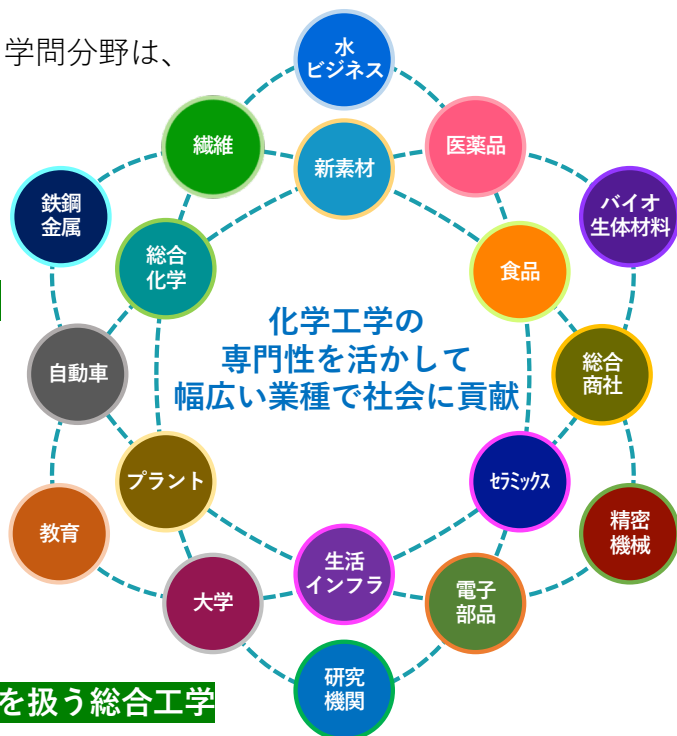 学問分野は、
水
ビジネス
繊維
新素材
医薬品
鉄鋼
金属
バイオ
生体材料
総合
化学
食品
化学工学の
専門性を活かして
幅広い業種で社会に貢献
自動車
総合
商社
プラント
セラミックス
教育
精密
機械
生活
インフラ
大学
電子
部品
研究
機関
を扱う総合工学